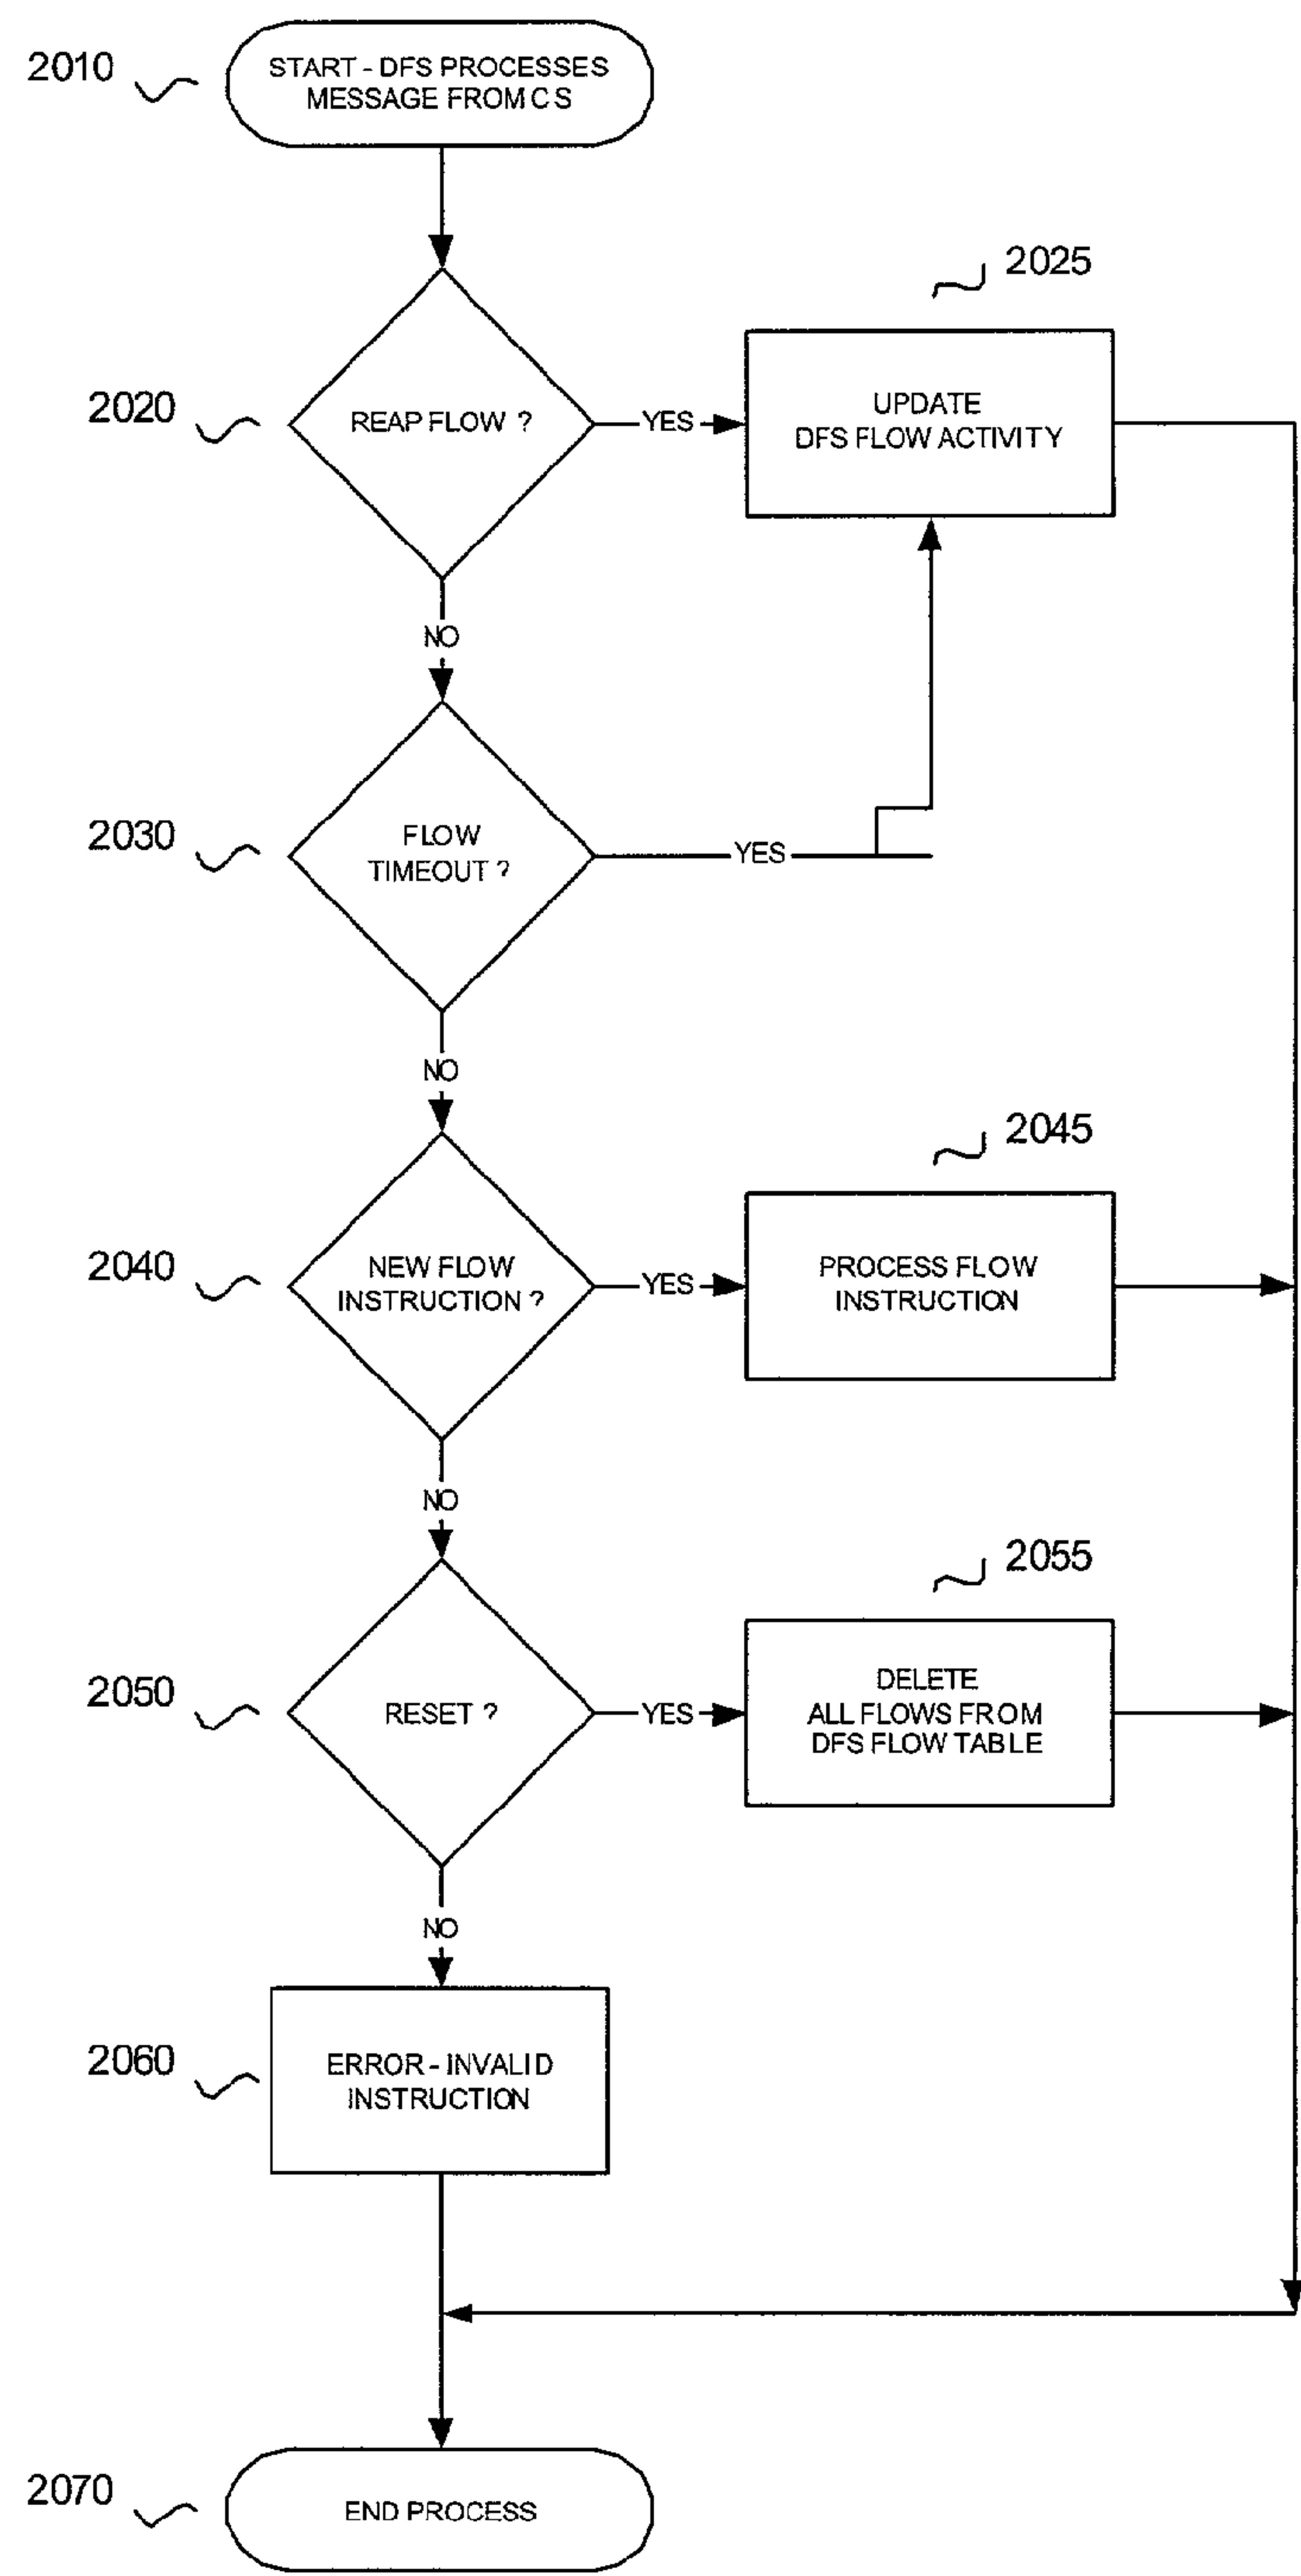 2010
START - DFS PROCESSES
MESSAGE FROM CS
2025
2020
REAP FLOW ?
YES
UPDATE
DFS FLOW ACTIVITY
NO
2030
FLOW
TIMEOUT ?
YES
NO
2045
2040
NEW FLOW
INSTRUCTION ?
YES
PROCESS FLOW
INSTRUCTION
NO
2055
2050
RESET ?
YES
DELETE
ALL FLOWS FROM
DFS FLOW TABLE
NO
2060
ERROR - INVALID
INSTRUCTION
2070
END PROCESS